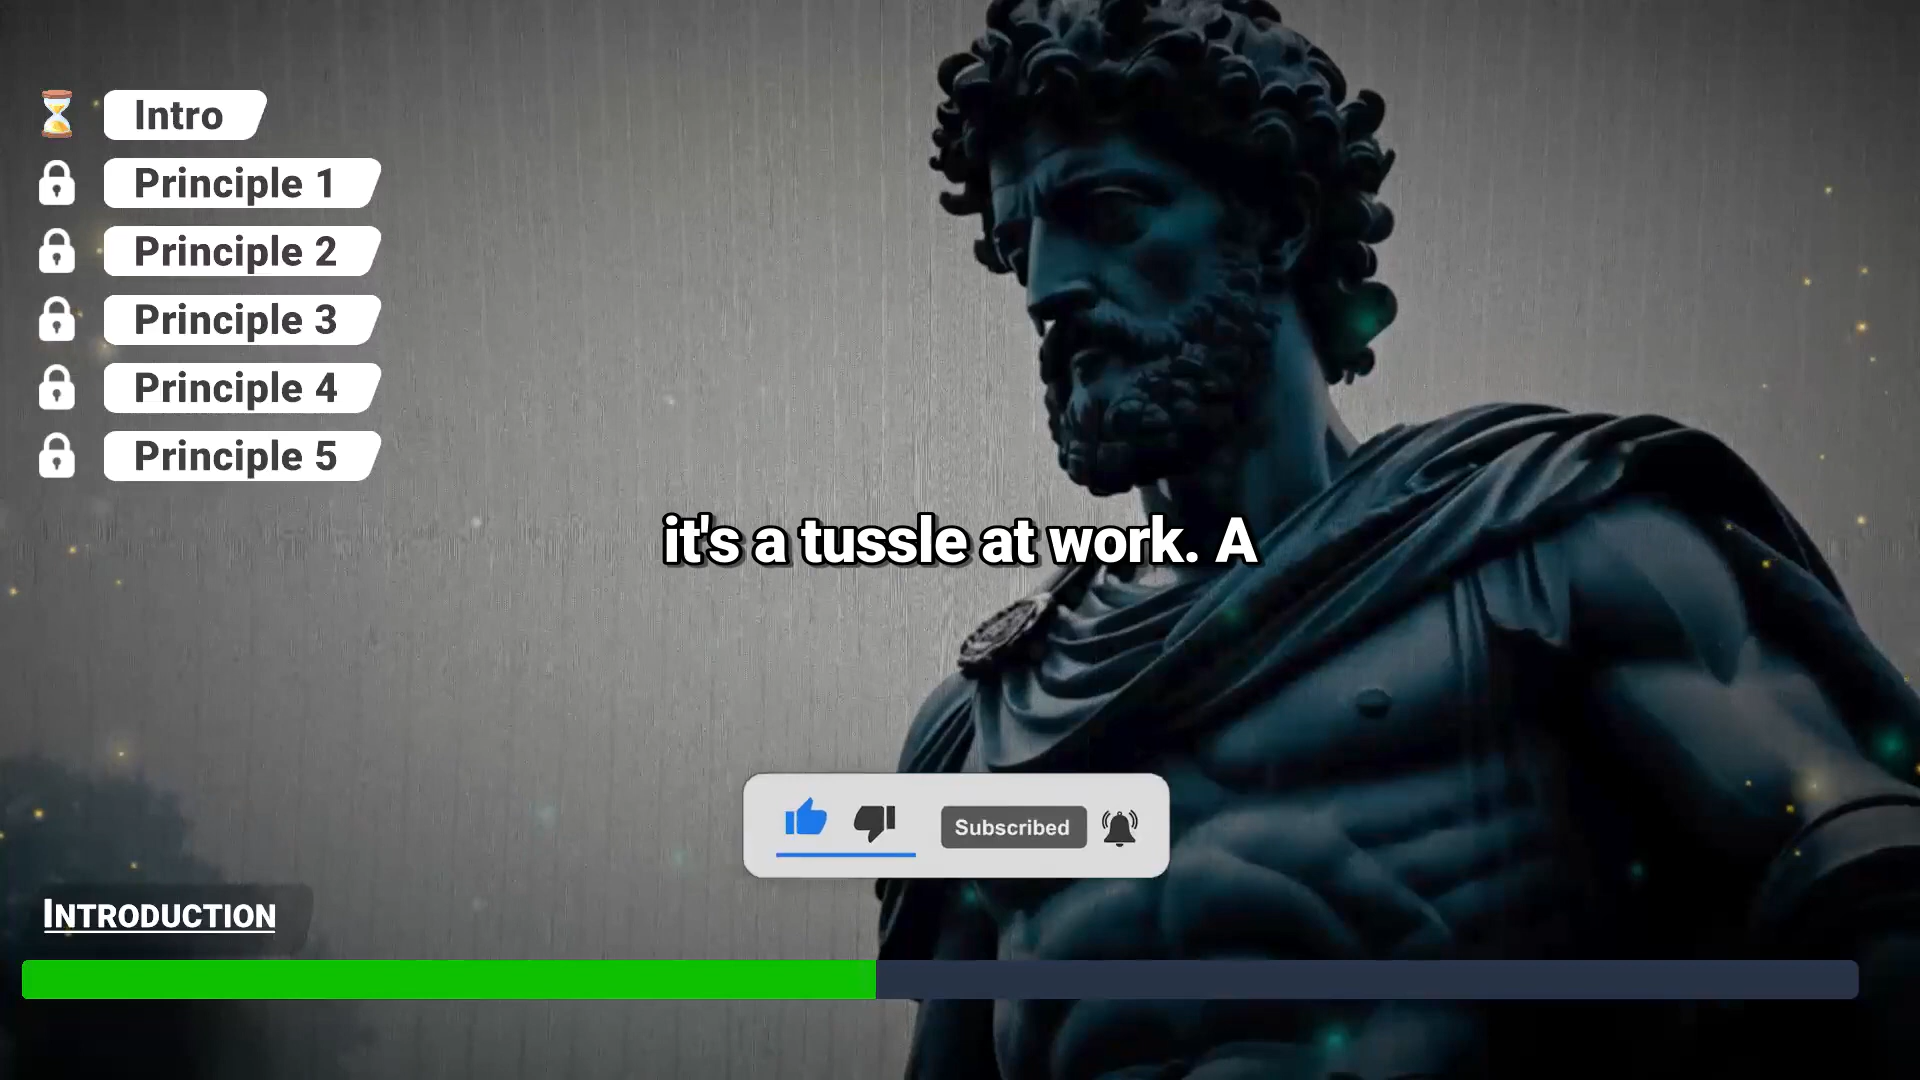 Intro
Principle 1
Principle 2
Principle 3
Principle 4
Principle 5
it's a tussle at work. A
Subscribed
INTRODUCTION